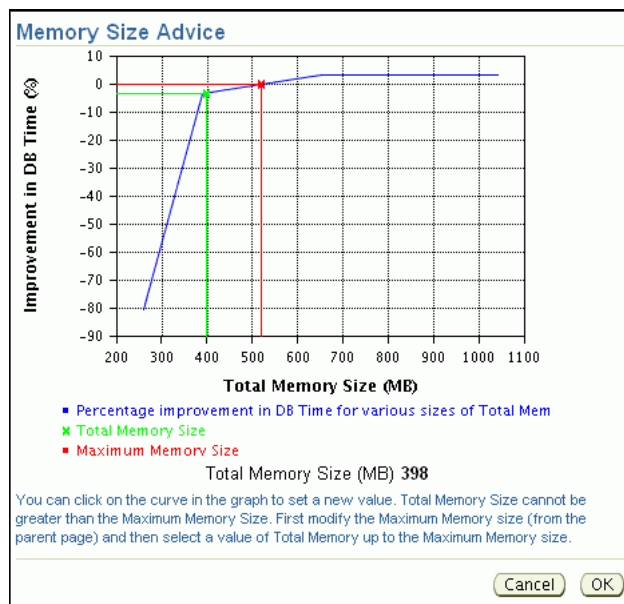 Memory Size Advice
Improvement in DB Time (%)
10
0
-10
-20
-30
-40
-50
-60
-70
-80
-90
200 300 400 500 600 700 800 900 1000 1100
Total Memory Size (MB)
Percentage improvement in DB Time for various sizes of Total Mem
Total Memory Size
Maximum Memory Size
Total Memory Size (MB) 398
You can click on the curve in the graph to set a new value. Total Memory Size cannot be
greater than the Maximum Memory Size. First modify the Maximum Memory size (from the
parent page) and then select a value of Total Memory up to the Maximum Memory size.
Cancel OK